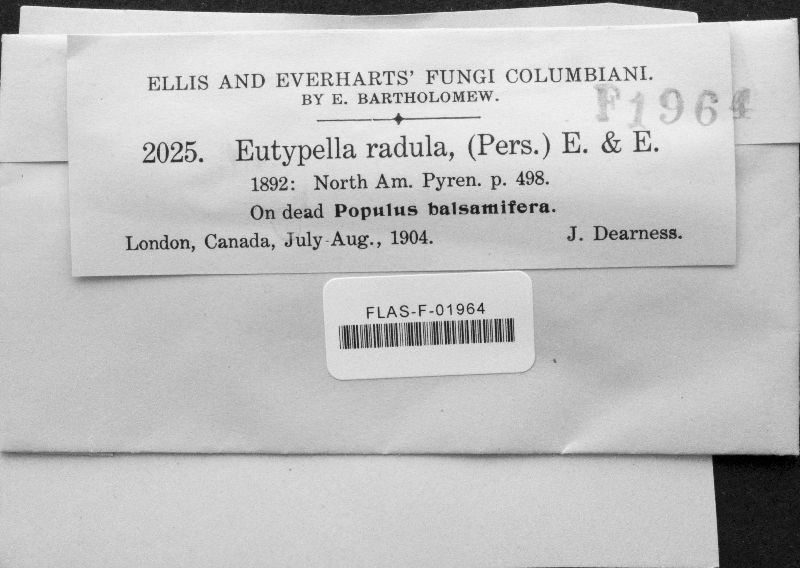 ELLIS AND EVERHARTS' FUNGI COLUMBIANI.
BY E. BARTHOLOMEW.
F1964
2025. Eutypella radula, (Pers.) E. & E.
1892: North Am. Pyren. p. 498.
On dead Populus balsamifera.
London, Canada, July-Aug., 1904. J. Dearness.
FLAS-F-01964